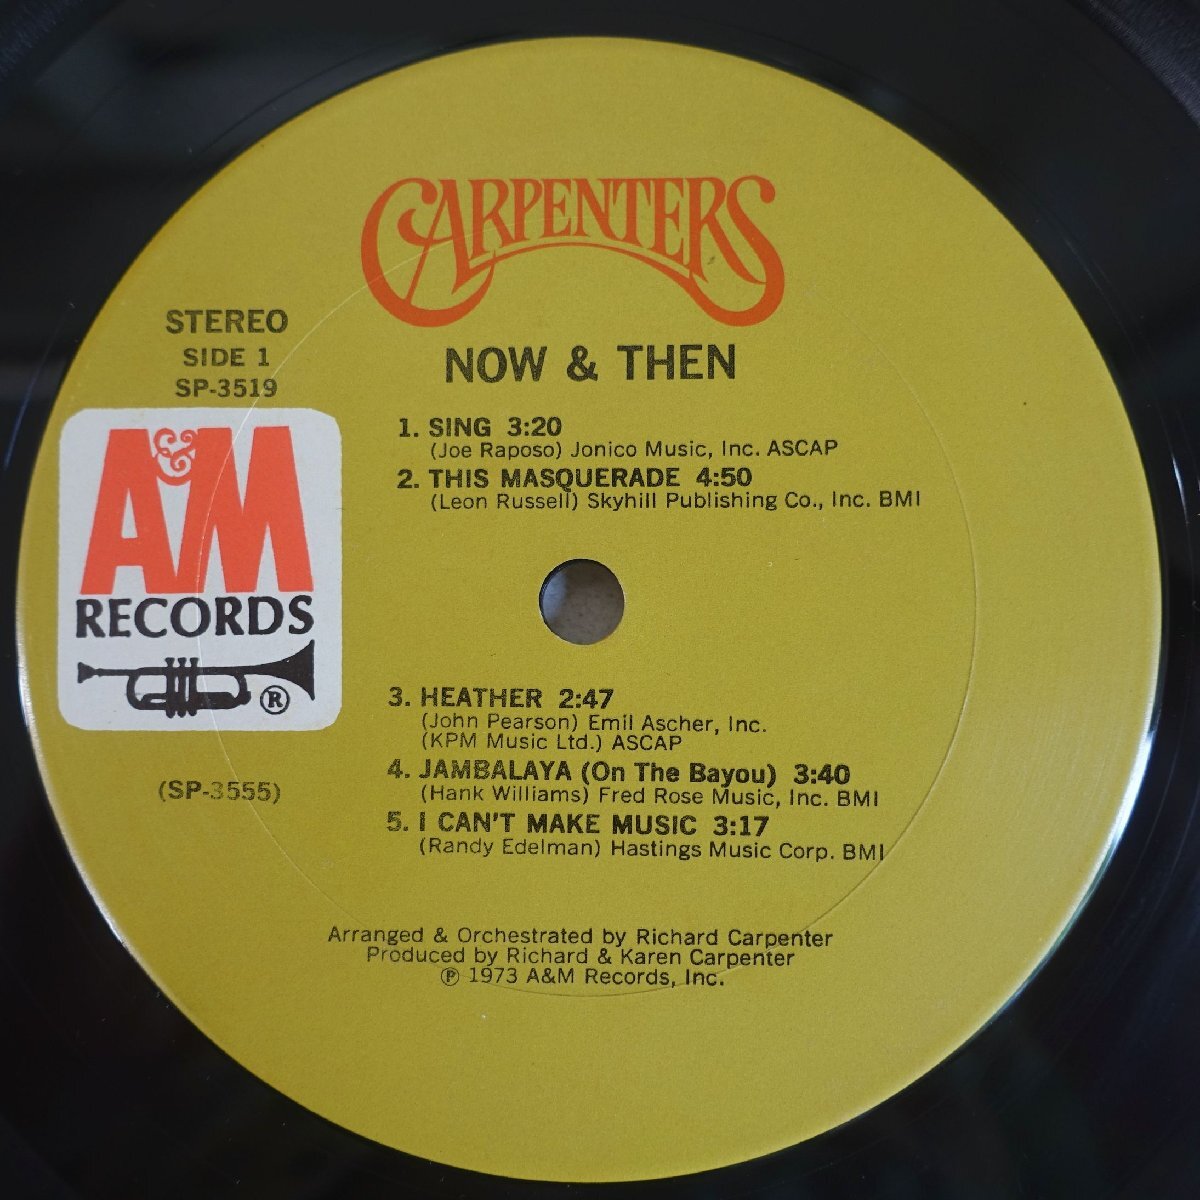 CARPENTERS
NOW & THEN
STEREO
SIDE 1
SP-3519
A&M
RECORDS
®
(SP-3555)
1. SING 3:20
(Joe Raposo) Jonico Music, Inc. ASCAP
2. THIS MASQUERADE 4:50
(Leon Russell) Skyhill Publishing Co., Inc. BMI
3. HEATHER 2:47
(John Pearson) Emil Ascher, Inc.
(KPM Music Ltd.) ASCAP
4. JAMBALAYA (On The Bayou) 3:40
(Hank Williams) Fred Rose Music, Inc. BMI
5. I CAN'T MAKE MUSIC 3:17
(Randy Edelman) Hastings Music Corp. BMI
Arranged & Orchestrated by Richard Carpenter
Produced by Richard & Karen Carpenter
℗ 1973 A&M Records, Inc.